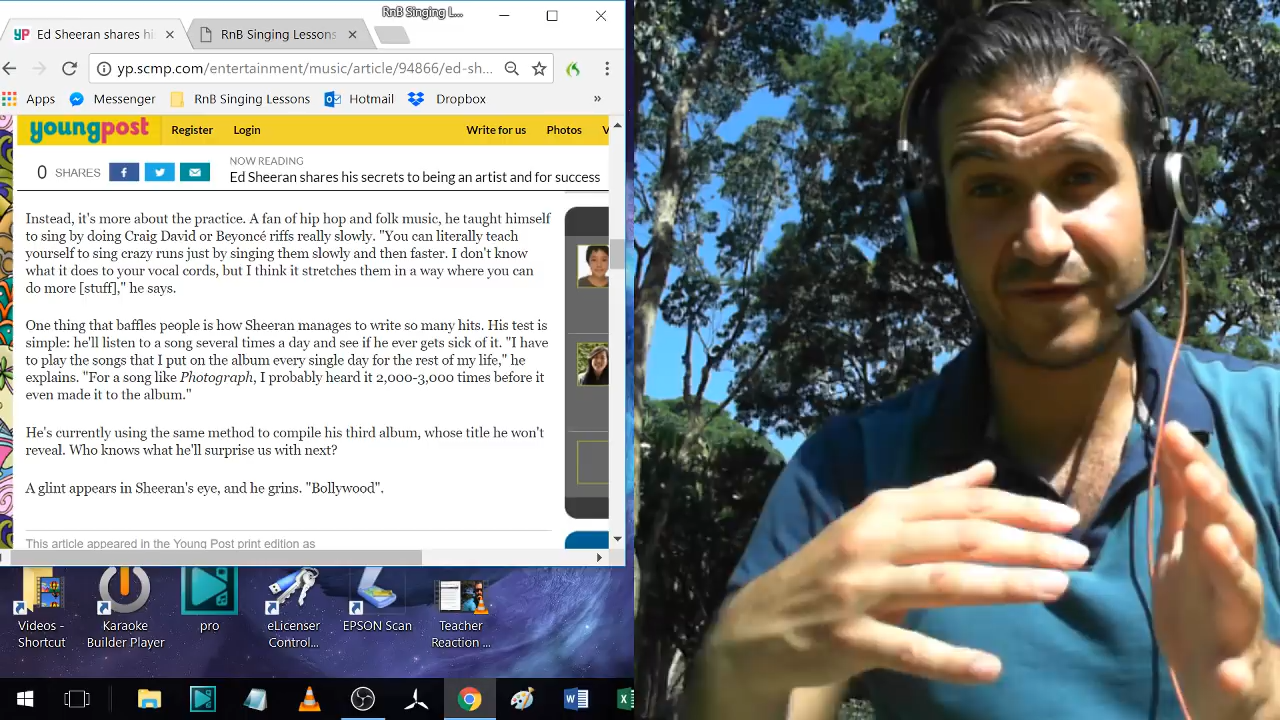 RnB Singing L...
Ed Sheeran shares hi
RnB Singing Lessons
yp.scmp.com/entertainment/music/article/94866/ed-sh...
Apps
Messenger
RnB Singing Lessons
Hotmail
Dropbox
»
youngpost
Register
Login
Write for us
Photos
V
0 SHARES
NOW READING
Ed Sheeran shares his secrets to being an artist and for success
Instead, it's more about the practice. A fan of hip hop and folk music, he taught himself
to sing by doing Craig David or Beyoncé riffs really slowly. "You can literally teach
yourself to sing crazy runs just by singing them slowly and then faster. I don't know
what it does to your vocal cords, but I think it stretches them in a way where you can
do more [stuff]," he says.
One thing that baffles people is how Sheeran manages to write so many hits. His test is
simple: he'll listen to a song several times a day and see if he ever gets sick of it. "I have
to play the songs that I put on the album every single day for the rest of my life," he
explains. "For a song like Photograph, I probably heard it 2,000-3,000 times before it
even made it to the album."
He's currently using the same method to compile his third album, whose title he won't
reveal. Who knows what he'll surprise us with next?
A glint appears in Sheeran's eye, and he grins. "Bollywood".
This article appeared in the Young Post print edition as
Videos -
Shortcut
Karaoke
Builder Player
pro
eLicenser
Control...
EPSON Scan
Teacher
Reaction ...